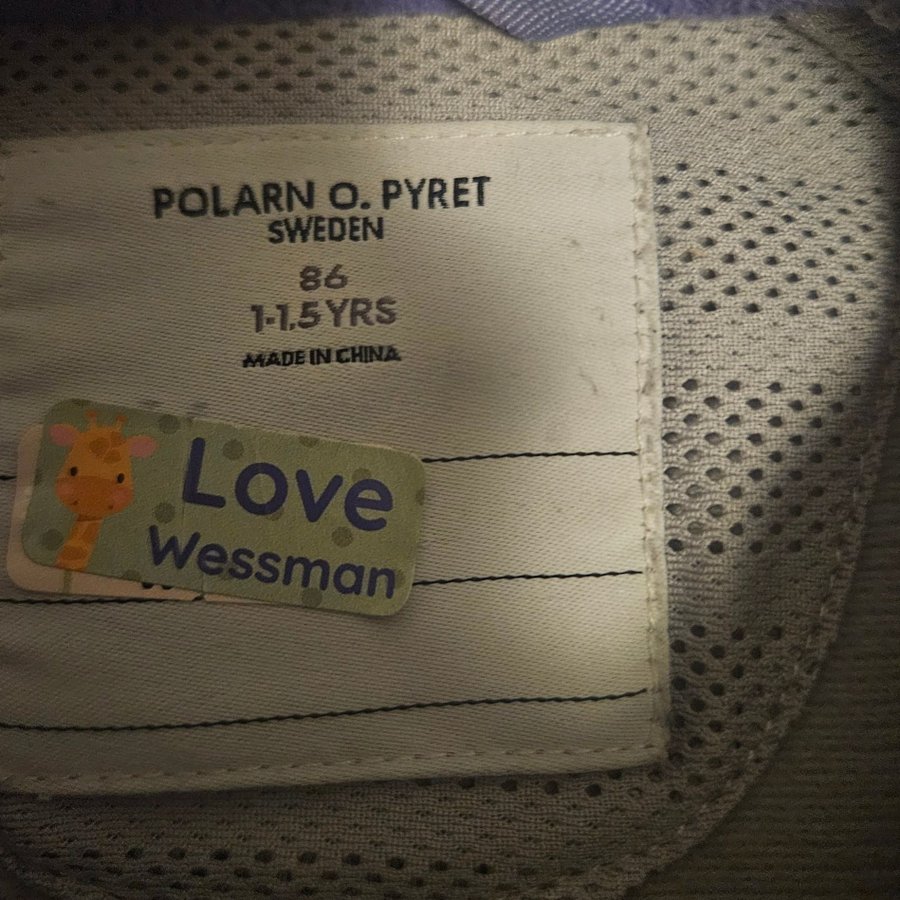 POLARN O. PYRET
SWEDEN
86
1-1,5 YRS
MADE IN CHINA
Love
Wessman